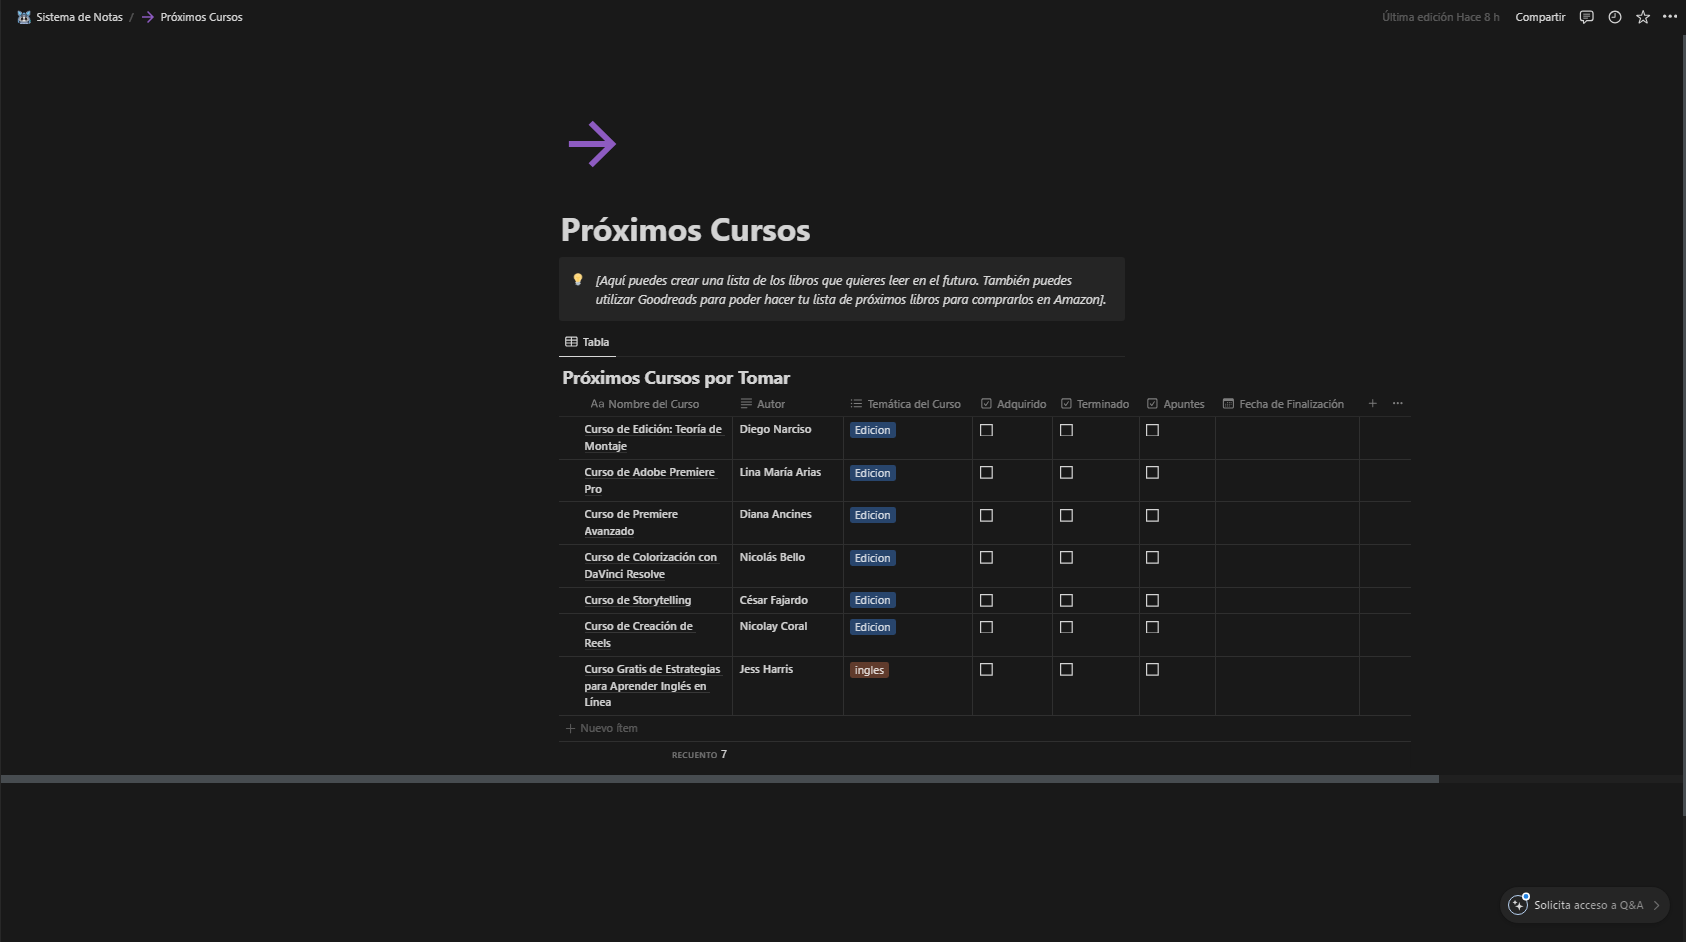 Sistema de Notas / Próximos Cursos
Última edición Hace 8 h Compartir
Próximos Cursos
[Aquí puedes crear una lista de los libros que quieres leer en el futuro. También puedes
utilizar Goodreads para poder hacer tu lista de próximos libros para comprarlos en Amazon].
Tabla
Próximos Cursos por Tomar
Aa Nombre del Curso Autor Temática del Curso Adquirido Terminado Apuntes Fecha de Finalización
Curso de Edición: Teoría de Diego Narciso Edicion
Montaje
Curso de Adobe Premiere Lina María Arias Edicion
Pro
Curso de Premiere Diana Ancines Edicion
Avanzado
Curso de Colorización con Nicolás Bello Edicion
DaVinci Resolve
Curso de Storytelling César Fajardo Edicion
Curso de Creación de Nicolay Coral Edicion
Reels
Curso Gratis de Estrategias Jess Harris ingles
para Aprender Inglés en
Línea
+ Nuevo ítem
RECUENTO 7
Solicita acceso a Q&A